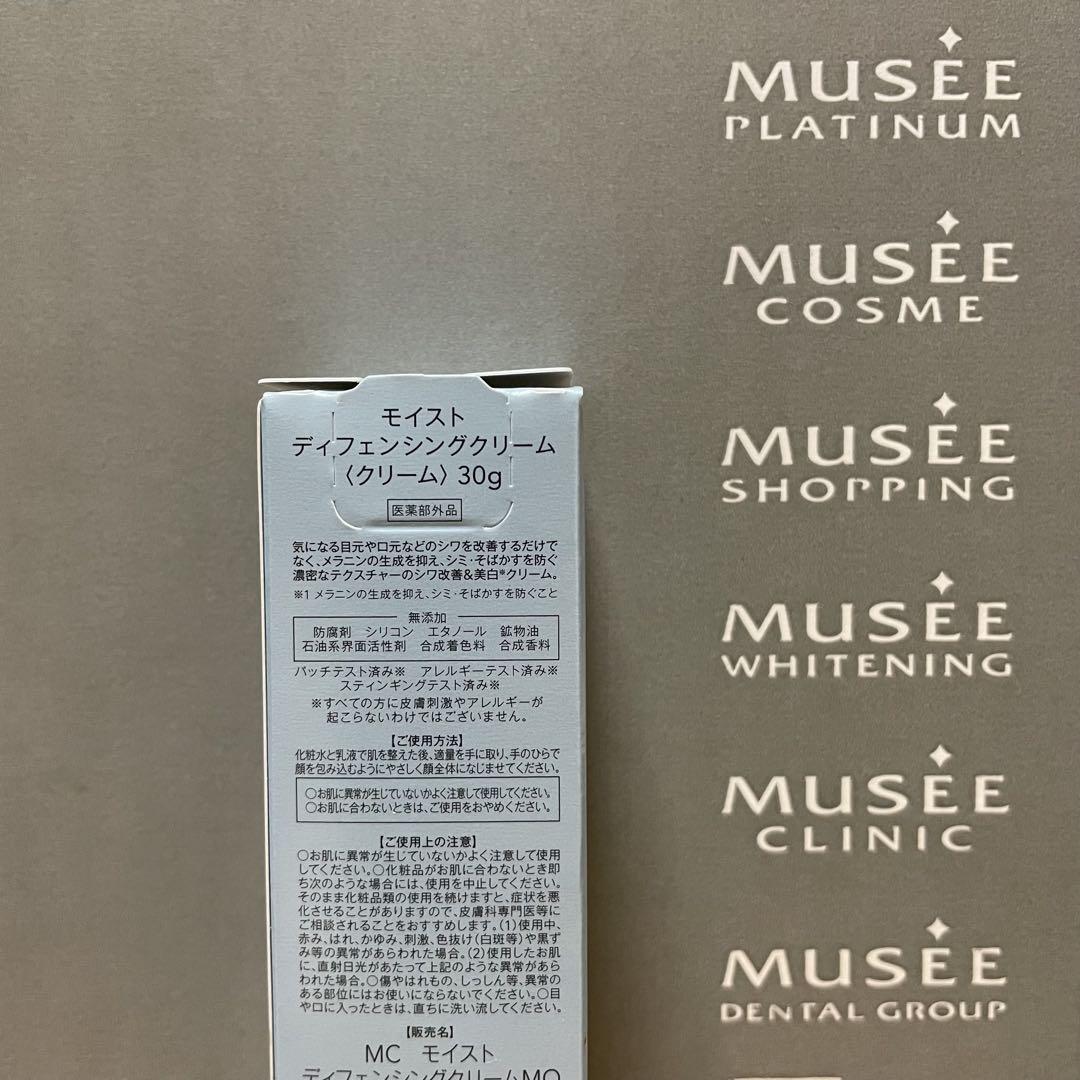 MUSÉE
PLATINUM
MUSÉE
COSME
MUSÉE
SHOPPING
MUSÉE
WHITENING
MUSÉE
CLINIC
MUSÉE
DENTAL GROUP
モイスト
ディフェンシングクリーム
〈クリーム〉 30g
医薬部外品
気になる目元や口元などのシワを改善するだけで
なく、メラニンの生成を抑え、シミ・そばかすを防ぐ
濃密なテクスチャーのシワ改善&美白*クリーム。
※1 メラニンの生成を抑え、シミ・そばかすを防ぐこと
無添加
防腐剤 シリコン エタノール 鉱物油
石油系界面活性剤 合成着色料 合成香料
パッチテスト済み※ アレルギーテスト済み※
スティンギングテスト済み※
※すべての方に皮膚刺激やアレルギーが
起こらないわけではございません。
【ご使用方法】
化粧水と乳液で肌を整えた後、適量を手に取り、手のひらで
顔を包み込むようにやさしく顔全体になじませてください。
○お肌に異常が生じていないかよく注意して使用してください。
○お肌に合わないときは、ご使用をおやめください。
【ご使用上の注意】
○お肌に異常が生じていないかよく注意して使用
してください。○化粧品がお肌に合わないとき即
ち次のような場合には、使用を中止してください。
そのまま化粧品類の使用を続けますと、症状を悪
化させることがありますので、皮膚科専門医等に
ご相談されることをおすすめします。(1)使用中、
赤み、はれ、かゆみ、刺激、色抜け(白斑等)や黒ず
み等の異常があらわれた場合。(2)使用したお肌
に、直射日光があたって上記のような異常があら
われた場合。○傷やはれもの、しっしん等、異常の
ある部位にはお使いにならないでください。○目
や口に入ったときは、直ちに洗い流してください。
【販売名】
MC モイスト
ディフェンシングクリームMO